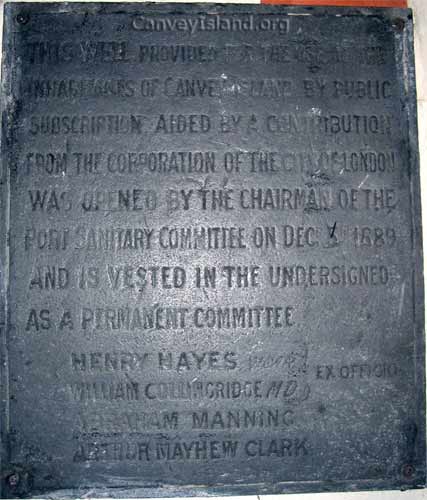 CanveyIsland.org
THIS WELL PROVIDED FOR THE USE OF THE
INHABITANTS OF CANVEY ISLAND BY PUBLIC
SUBSCRIPTION AIDED BY A CONTRIBUTION
FROM THE CORPORATION OF THE CITY OF LONDON
WAS OPENED BY THE CHAIRMAN OF THE
PORT SANITARY COMMITTEE ON DEC 1889
AND IS VESTED IN THE UNDERSIGNED
AS A PERMANENT COMMITTEE
HENRY HAYES
EX OFFICIO
WILLIAM COLLINGRIDGE M.D.
ABRAHAM MANNING
ARTHUR MAYHEW CLARK